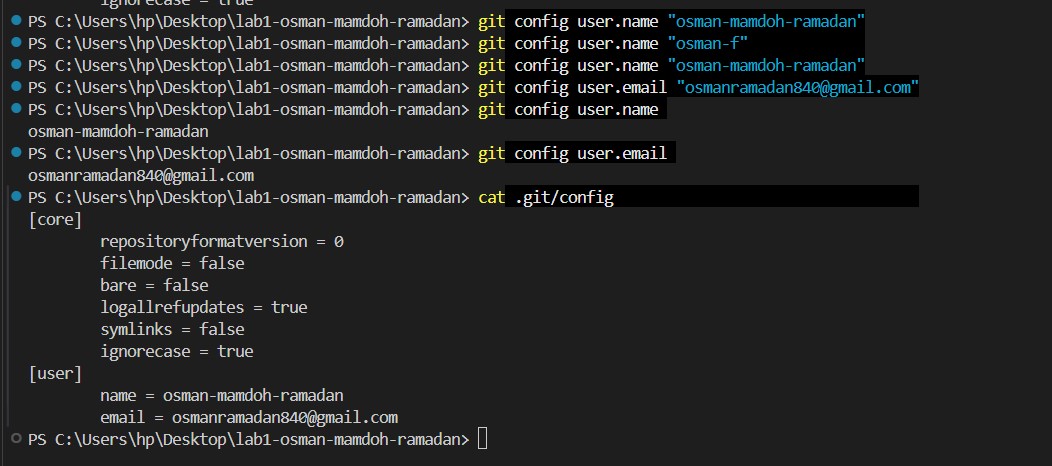 ignorecase = true
PS C:\Users\hp\Desktop\lab1-osman-mamdoh-ramadan> git config user.name "osman-mamdoh-ramadan"
PS C:\Users\hp\Desktop\lab1-osman-mamdoh-ramadan> git config user.name "osman-f"
PS C:\Users\hp\Desktop\lab1-osman-mamdoh-ramadan> git config user.name "osman-mamdoh-ramadan"
PS C:\Users\hp\Desktop\lab1-osman-mamdoh-ramadan> git config user.email "osmanramadan840@gmail.com"
PS C:\Users\hp\Desktop\lab1-osman-mamdoh-ramadan> git config user.name
osman-mamdoh-ramadan
PS C:\Users\hp\Desktop\lab1-osman-mamdoh-ramadan> git config user.email
osmanramadan840@gmail.com
PS C:\Users\hp\Desktop\lab1-osman-mamdoh-ramadan> cat .git/config
[core]
        repositoryformatversion = 0
        filemode = false
        bare = false
        logallrefupdates = true
        symlinks = false
        ignorecase = true
[user]
        name = osman-mamdoh-ramadan
        email = osmanramadan840@gmail.com
PS C:\Users\hp\Desktop\lab1-osman-mamdoh-ramadan>